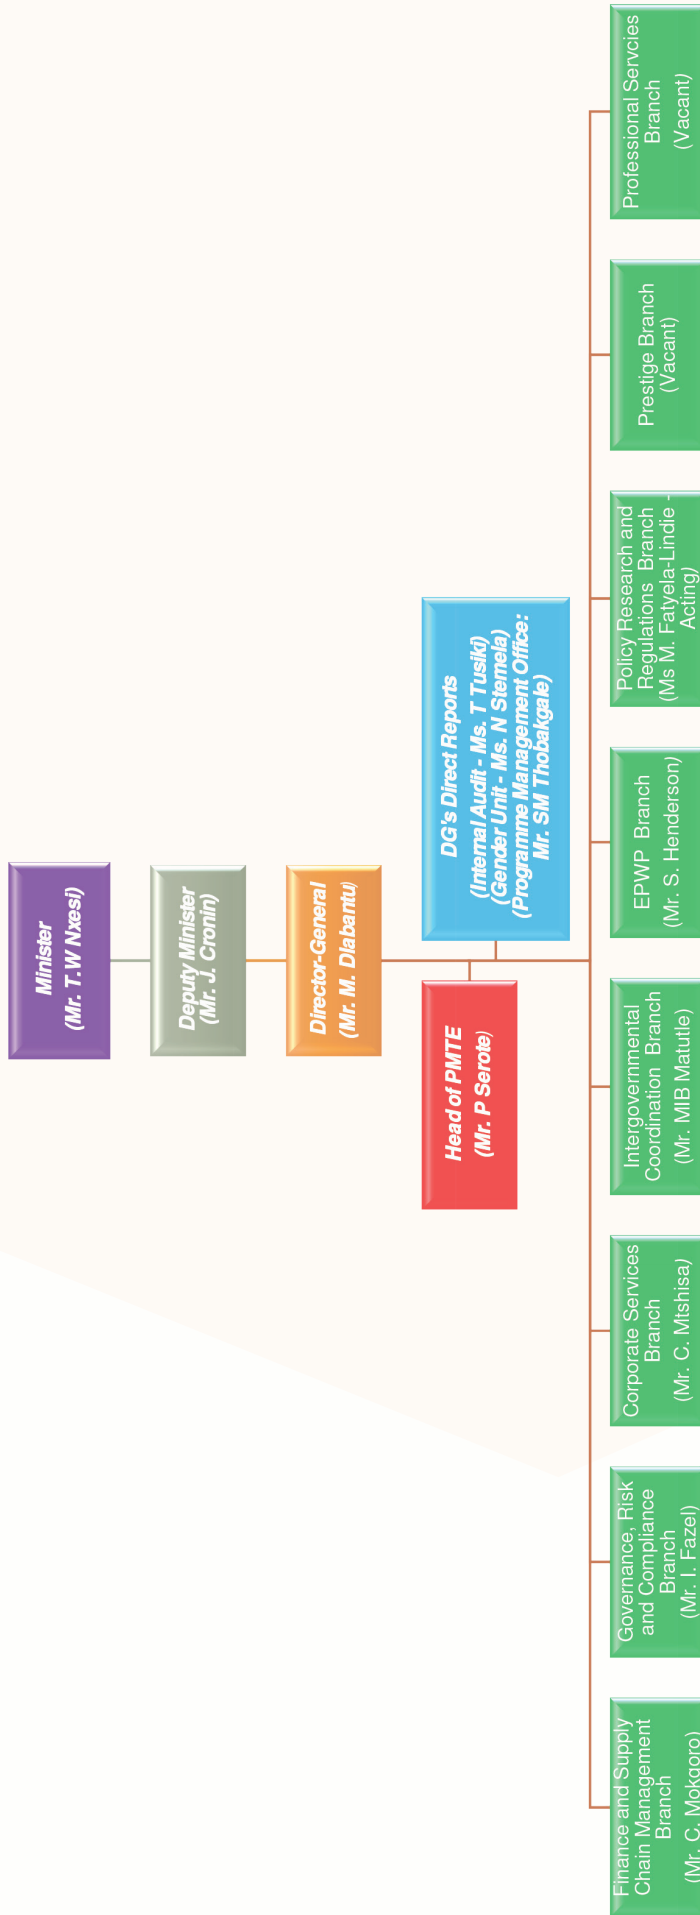 Minister
(Mr. T.W Nxesi)
Deputy Minister
(Mr. J. Cronin)
Director-General
(Mr. M. Dlabantu)
Head of PMTE
(Mr. P Serote)
DG's Direct Reports
(Internal Audit - Ms. T Tusiki)
(Gender Unit - Ms. N Stemela)
(Programme Management Office:
Mr. SM Thobakgale)
Finance and Supply
Chain Management
Branch
(Mr. C. Mokgoro)
Governance, Risk
and Compliance
Branch
(Mr. I. Fazel)
Corporate Services
Branch
(Mr. C. Mtshisa)
Intergovernmental
Coordination Branch
(Mr. MIB Matutle)
EPWP Branch
(Mr. S. Henderson)
Policy Research and
Regulations Branch
(Ms M. Fatyela-Lindie -
Acting)
Prestige Branch
(Vacant)
Professional Servcies
Branch
(Vacant)